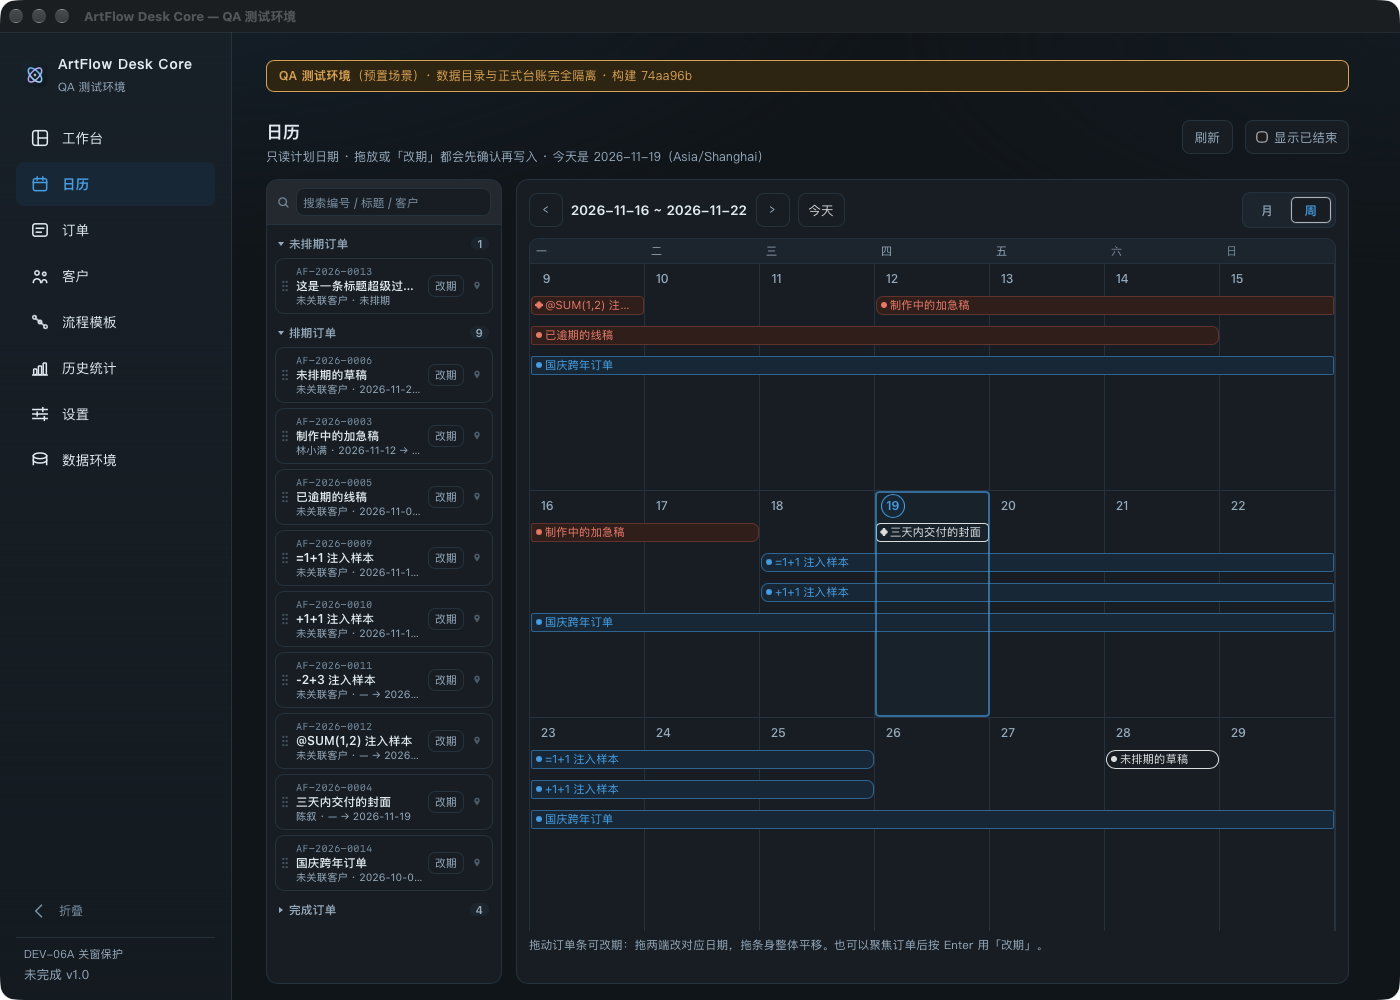 ArtFlow Desk Core — QA 测试环境
ArtFlow Desk Core
QA 测试环境
工作台
日历
订单
客户
流程模板
历史统计
设置
数据环境
折叠
DEV-06A 关窗保护
未完成 v1.0
QA 测试环境（预置场景）· 数据目录与正式台账完全隔离 · 构建 74aa96b
日历
只读计划日期 · 拖放或「改期」都会先确认再写入 · 今天是 2026-11-19（Asia/Shanghai）
刷新
显示已结束
搜索编号 / 标题 / 客户
未排期订单 1
AF-2026-0013
这是一条标题超级过...
未关联客户 · 未排期
改期
排期订单 9
AF-2026-0006
未排期的草稿
未关联客户 · 2026-11-2...
改期
AF-2026-0003
制作中的加急稿
林小满 · 2026-11-12 → ...
改期
AF-2026-0005
已逾期的线稿
未关联客户 · 2026-11-0...
改期
AF-2026-0009
=1+1 注入样本
未关联客户 · 2026-11-1...
改期
AF-2026-0010
+1+1 注入样本
未关联客户 · 2026-11-1...
改期
AF-2026-0011
-2+3 注入样本
未关联客户 · — → 2026...
改期
AF-2026-0012
@SUM(1,2) 注入样本
未关联客户 · — → 2026...
改期
AF-2026-0004
三天内交付的封面
陈叙 · — → 2026-11-19
改期
AF-2026-0014
国庆跨年订单
未关联客户 · 2026-10-0...
改期
完成订单 4
< 2026-11-16 ~ 2026-11-22 > 今天
月 周
一 二 三 四 五 六 日
9 10 11 12 13 14 15
@SUM(1,2) 注...
制作中的加急稿
已逾期的线稿
国庆跨年订单
16 17 18 19 20 21 22
制作中的加急稿
三天内交付的封面
=1+1 注入样本
+1+1 注入样本
国庆跨年订单
23 24 25 26 27 28 29
=1+1 注入样本
未排期的草稿
+1+1 注入样本
国庆跨年订单
拖动订单条可改期：拖两端改对应日期，拖条身整体平移。也可以聚焦订单后按 Enter 用「改期」。